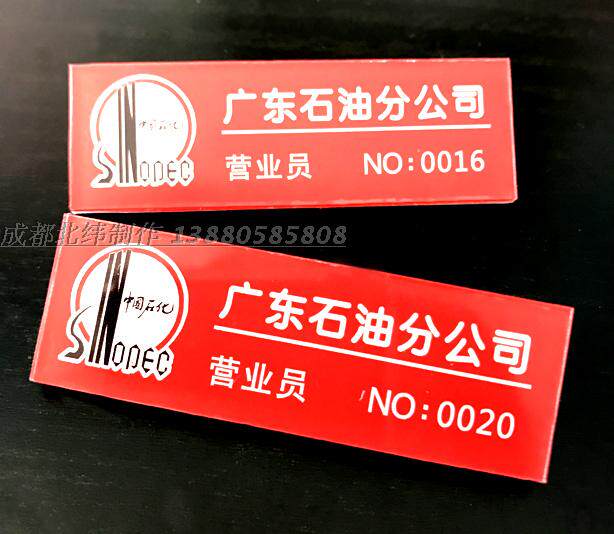 中国石化
SINOPEC
广东石油分公司
营业员 NO:0016
成都北纬制作 13880585808
中国石化
SINOPEC
广东石油分公司
营业员 NO:0020